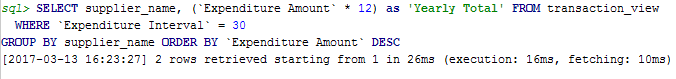 sql> SELECT supplier_name, (`Expenditure Amount` * 12) as 'Yearly Total' FROM transaction_view
WHERE `Expenditure Interval` = 30
GROUP BY supplier_name ORDER BY `Expenditure Amount` DESC
[2017-03-13 16:23:27] 2 rows retrieved starting from 1 in 26ms (execution: 16ms, fetching: 10ms)